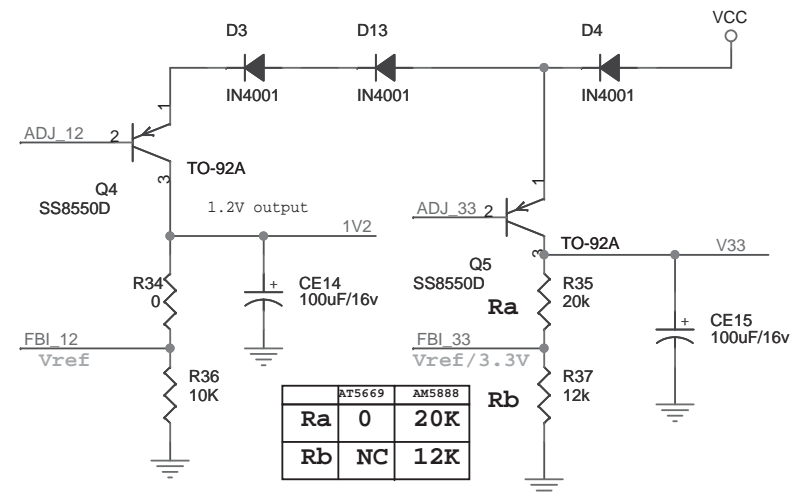 VCC
D3
D13
D4
IN4001
IN4001
IN4001
1
ADJ_12
2
TO-92A
3
Q4
SS8550D
1.2V output
1V2
1
ADJ_33
2
TO-92A
3
V33
Q5
SS8550D
R34
0
+
CE14
100uF/16v
Ra
R35
20k
+
CE15
100uF/16v
FBI_12
Vref
FBI_33
Vref/3.3V
R36
10K
Rb
R37
12k
AT5669 AM5888
Ra 0 20K
Rb NC 12K